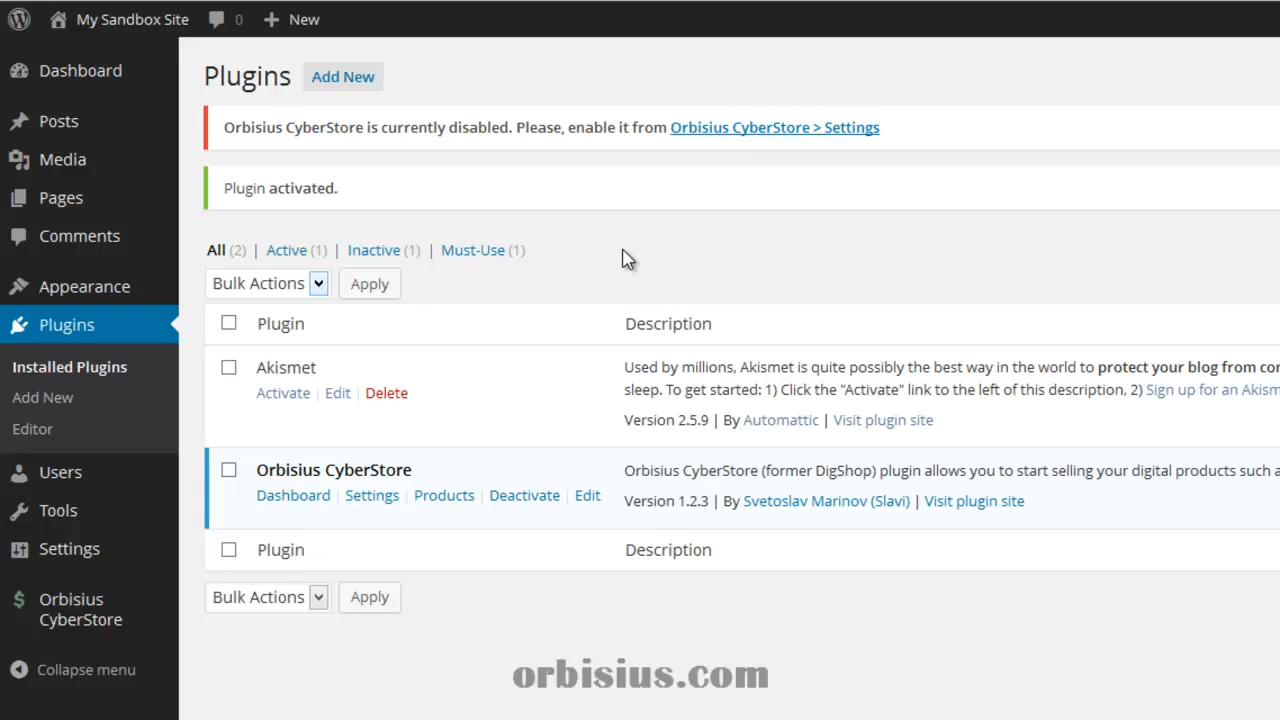 My Sandbox Site 0 New
Dashboard
Posts
Media
Pages
Comments
Appearance
Plugins
Installed Plugins
Add New
Editor
Users
Tools
Settings
Orbisius
CyberStore
Collapse menu
Plugins Add New
Orbisius CyberStore is currently disabled. Please, enable it from Orbisius CyberStore > Settings
Plugin activated.
All (2) | Active (1) | Inactive (1) | Must-Use (1)
Bulk Actions Apply
Plugin Description
Akismet Used by millions, Akismet is quite possibly the best way in the world to protect your blog from
Activate | Edit | Delete sleep. To get started: 1) Click the "Activate" link to the left of this description, 2) Sign up for an
Version 2.5.9 | By Automattic | Visit plugin site
Orbisius CyberStore Orbisius CyberStore (former DigShop) plugin allows you to start selling your digital products such
Dashboard | Settings | Products | Deactivate | Edit Version 1.2.3 | By Svetoslav Marinov (Slavi) | Visit plugin site
Plugin Description
Bulk Actions Apply
orbisius.com